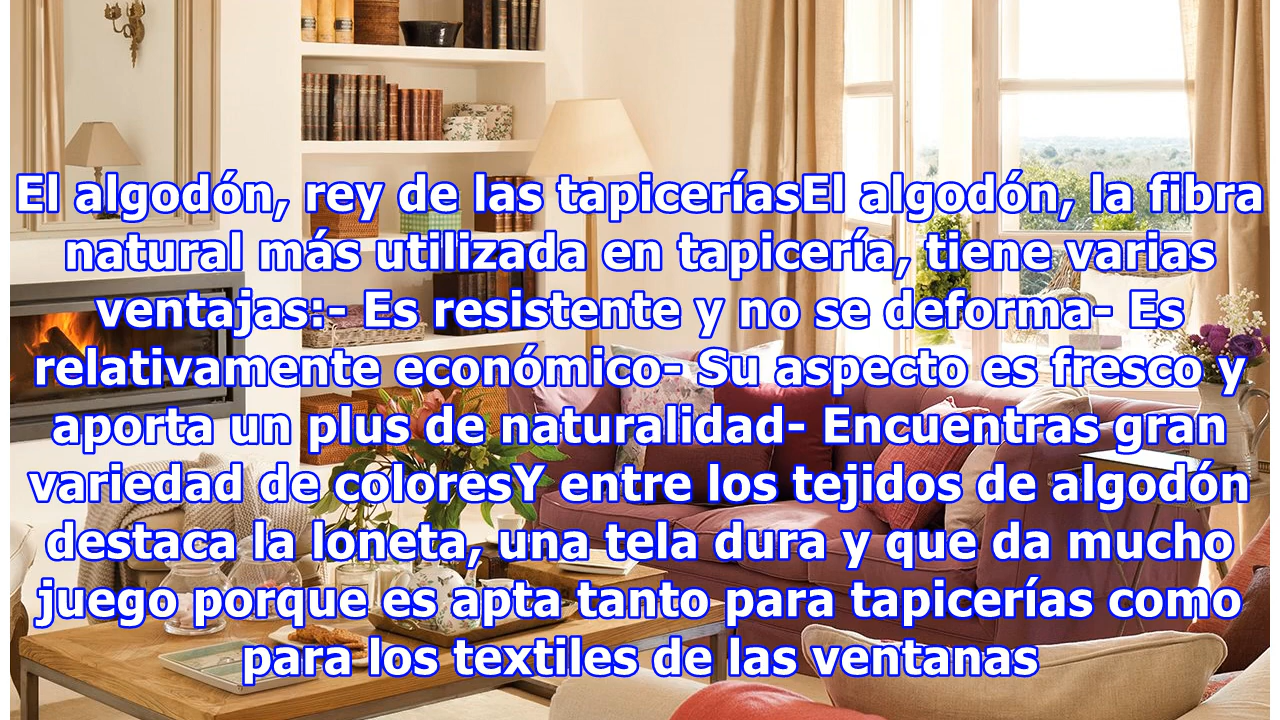 El algodón, rey de las tapiceríasEl algodón, la fibra
natural más utilizada en tapicería, tiene varias
ventajas:- Es resistente y no se deforma- Es
relativamente económico- Su aspecto es fresco y
aporta un plus de naturalidad- Encuentras gran
variedad de coloresY entre los tejidos de algodón
destaca la loneta, una tela dura y que da mucho
juego porque es apta tanto para tapicerías como
para los textiles de las ventanas